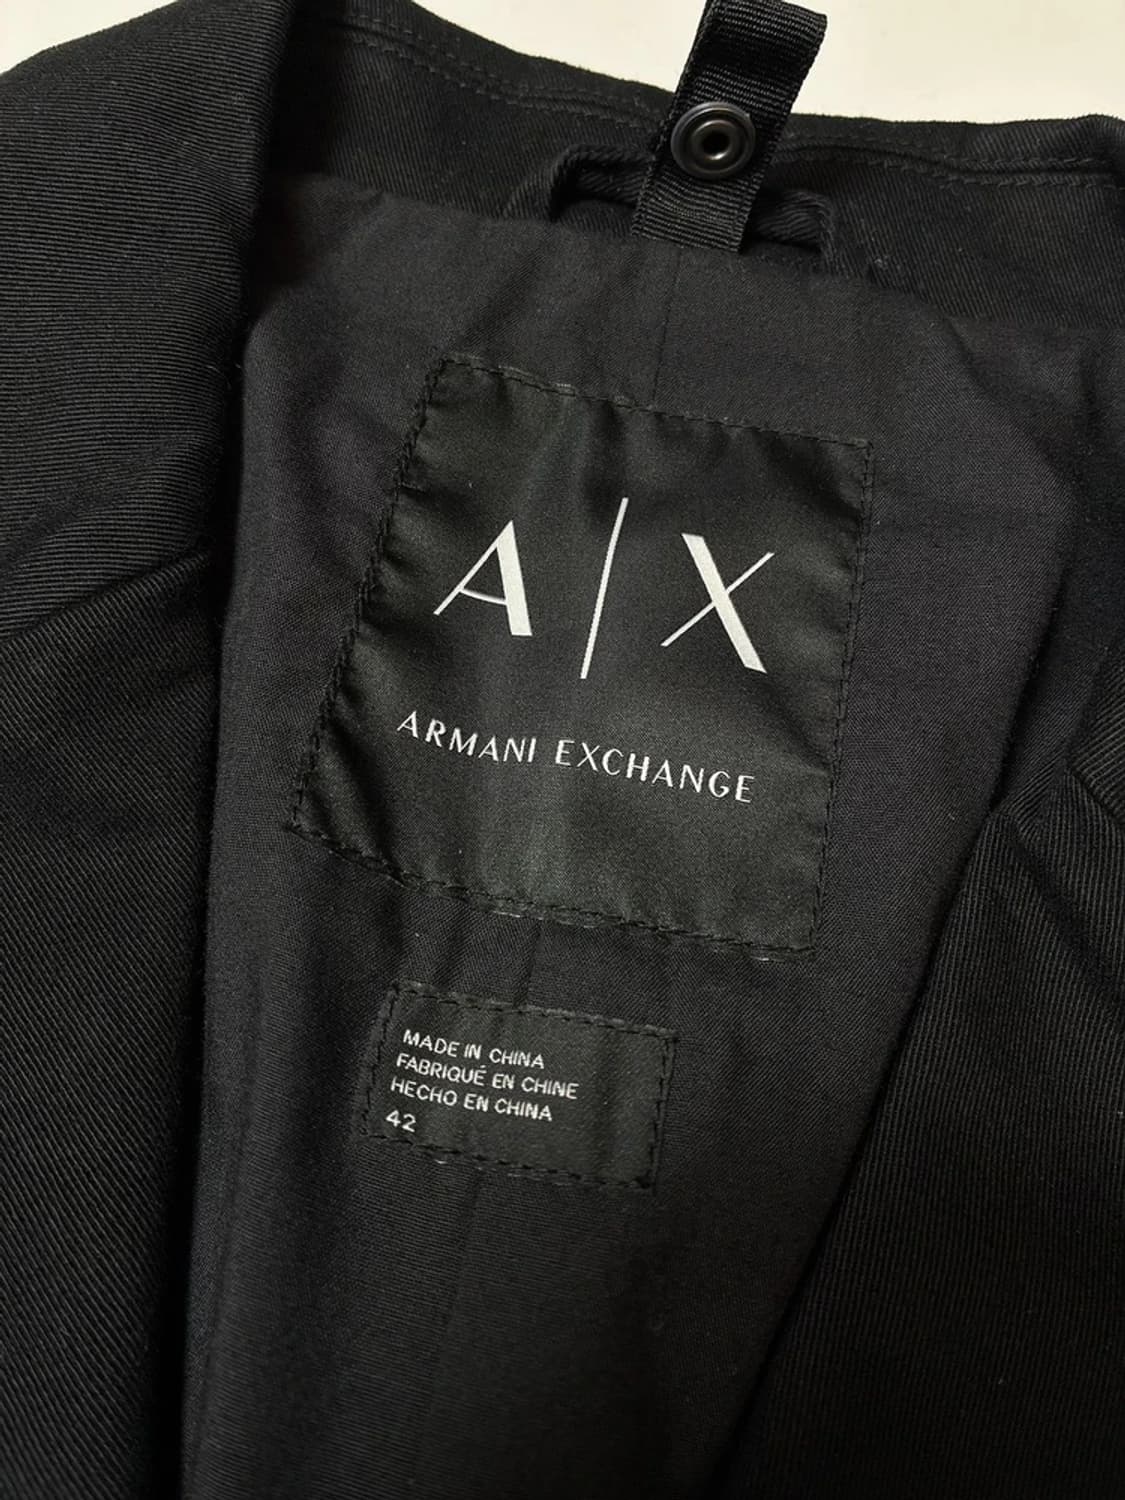 A|X
ARMANI EXCHANGE
MADE IN CHINA
FABRIQUÉ EN CHINE
HECHO EN CHINA
42